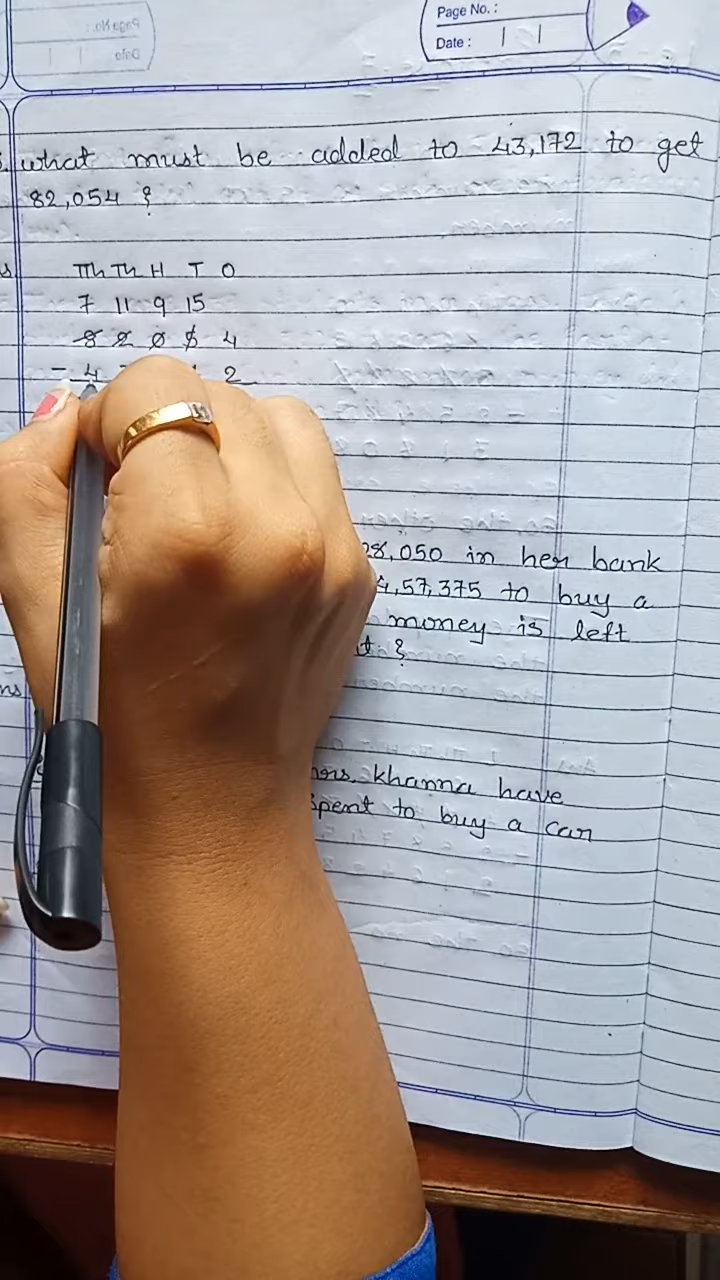 Page No. :
Date :
what must be added to 43,172 to get
82,054 ?
TTh Th H T O
7 11 9 15
8 2 0 5 4
- 4 2
8,050 in her bank
4,57,375 to buy a
money is left
?
khanna have
spent to buy a car